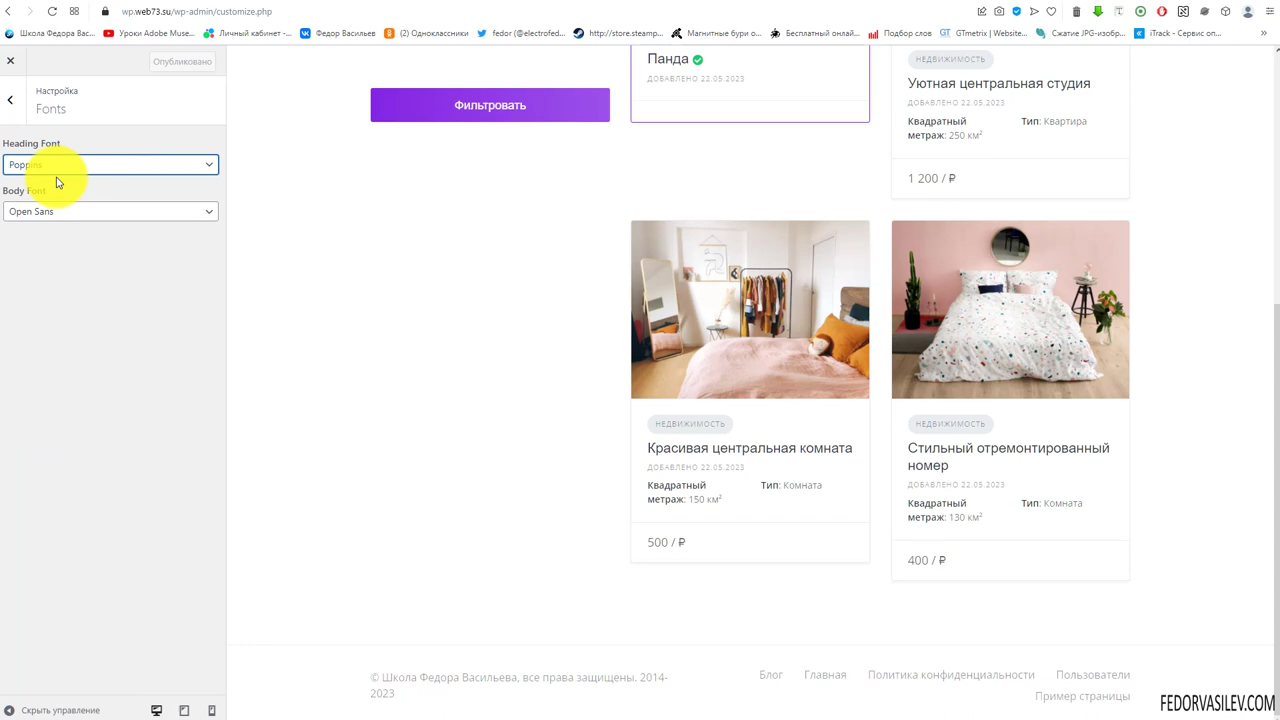 wp.web73.su/wp-admin/customize.php
Школа Федора Вас...
Уроки Adobe Muse...
Личный кабинет -...
Федор Васильев
(2) Одноклассники
fedor (@electrofed...
http://store.steamp...
Магнитные бури о...
Бесплатный онлай...
Подбор слов
GTmetrix | Website...
Сжатие JPG-изобр...
iTrack - Сервис оп...
Опубликовано
Настройка
Fonts
Heading Font
Poppins
Body Font
Open Sans
Скрыть управление
Фильтровать
Панда
ДОБАВЛЕНО 22.05.2023
НЕДВИЖИМОСТЬ
Уютная центральная студия
ДОБАВЛЕНО 22.05.2023
Квадратный метраж: 250 км²
Тип: Квартира
1 200 / ₽
НЕДВИЖИМОСТЬ
Красивая центральная комната
ДОБАВЛЕНО 22.05.2023
Квадратный
метраж: 150 км²
Тип: Комната
500 / ₽
НЕДВИЖИМОСТЬ
Стильный отремонтированный
номер
ДОБАВЛЕНО 22.05.2023
Квадратный
метраж: 130 км²
Тип: Комната
400 / ₽
© Школа Федора Васильева, все права защищены. 2014-
2023
Блог
Главная
Политика конфиденциальности
Пользователи
Пример страницы
FEDORVASILEV.COM